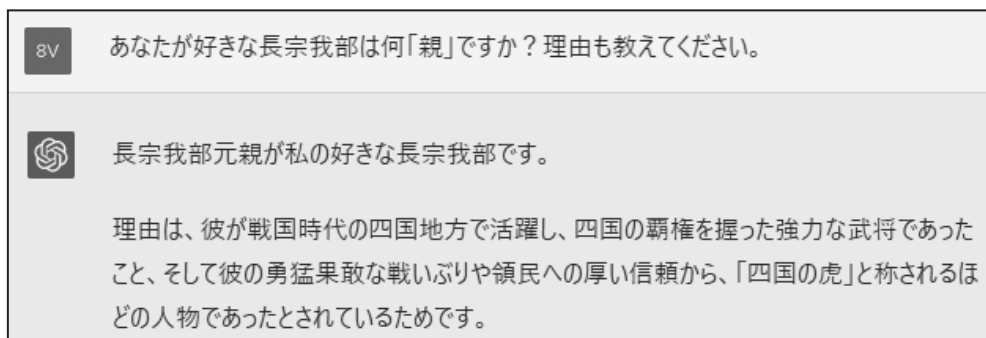 8V
あなたが好きな長宗我部は何「親」ですか？理由も教えてください。
長宗我部元親が私の好きな長宗我部です。
理由は、彼が戦国時代の四国地方で活躍し、四国の覇権を握った強力な武将であった
こと、そして彼の勇猛果敢な戦いぶりや領民への厚い信頼から、「四国の虎」と称されるほ
どの人物であったとされているためです。